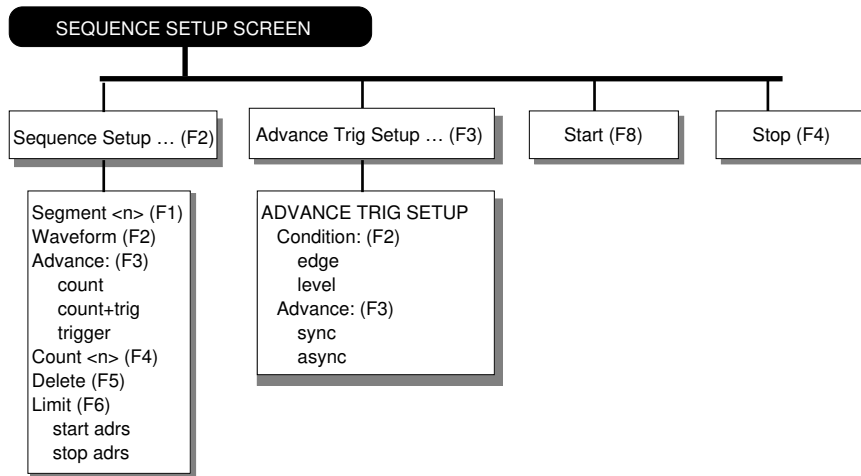 SEQUENCE SETUP SCREEN
Sequence Setup … (F2)
Advance Trig Setup … (F3)
Start (F8)
Stop (F4)
Segment <n> (F1)
Waveform (F2)
Advance: (F3)
count
count+trig
trigger
Count <n> (F4)
Delete (F5)
Limit (F6)
start adrs
stop adrs
ADVANCE TRIG SETUP
Condition: (F2)
edge
level
Advance: (F3)
sync
async